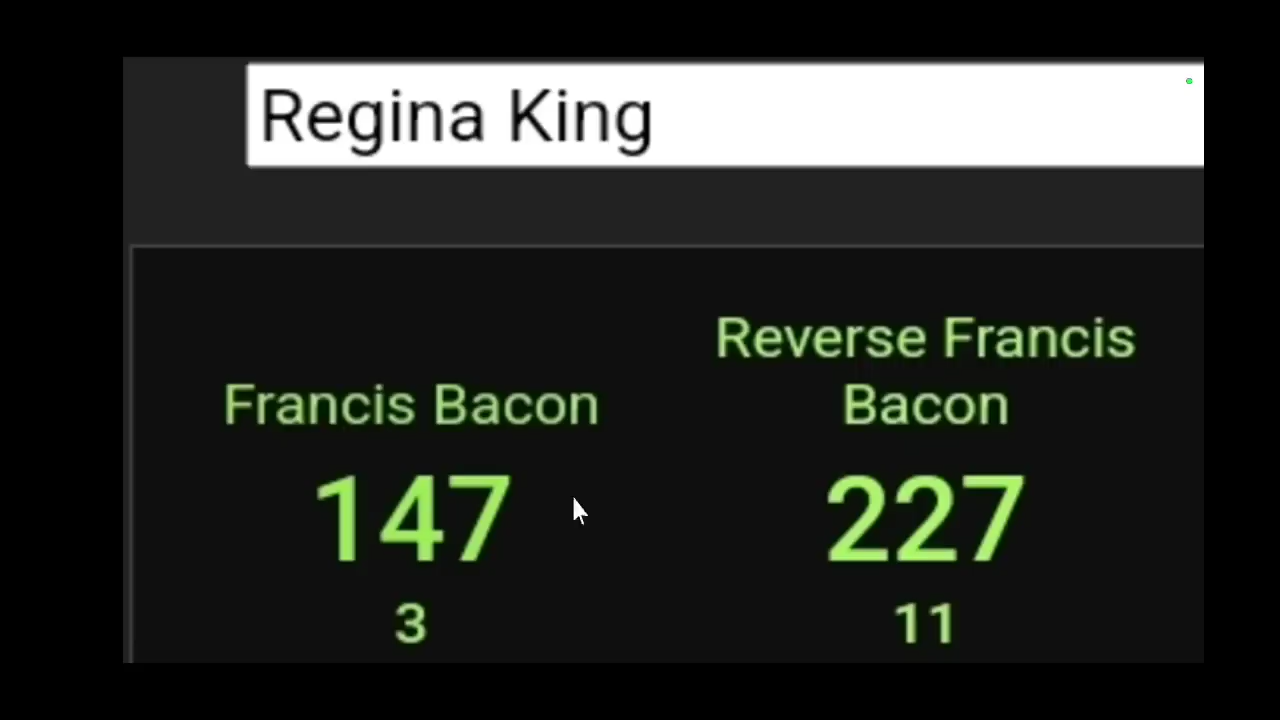 Regina King
Francis Bacon
147
3
Reverse Francis
Bacon
227
11